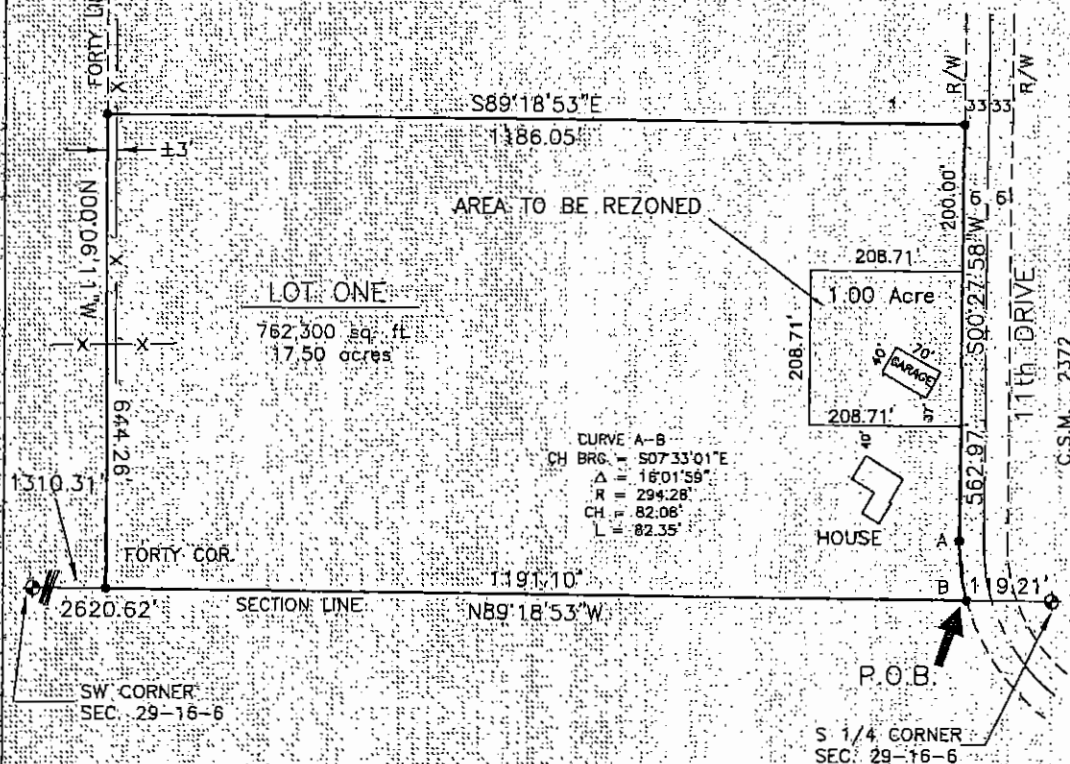 FORTY LI
X
S89°18'53"E
1186.05'
R/W
33 33
R/W
±3'
AREA TO BE REZONED
200.00'
6 6
N00°06'11"W
X
LOT ONE
762,300 sq. ft.
17.50 acres
208.71'
1.00 Acre
208.71'
40'
70'
GARAGE
37'
208.71'
S00°27'58"W
11th DRIVE
C.S.M. 2372
X X
644.26'
CURVE A-B
CH BRG. = S07°33'01"E
Δ = 16°01'59"
R = 294.28'
CH = 82.08'
L = 82.35'
40'
562.97'
HOUSE
A
1310.31'
FORTY COR.
2620.62'
SECTION LINE
1191.10'
N89°18'53"W
B
119.21'
P.O.B.
SW CORNER
SEC. 29-16-6
S 1/4 CORNER
SEC. 29-16-6